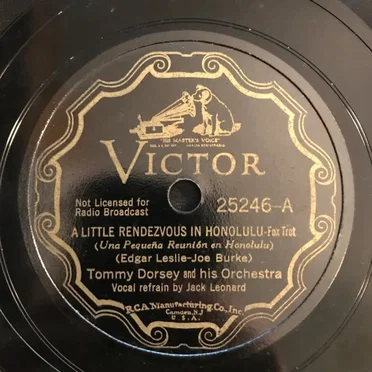 "HIS MASTER'S VOICE"
VICTOR
Not Licensed for
Radio Broadcast
25246-A
A LITTLE RENDEZVOUS IN HONOLULU-Fox Trot
(Una Pequeña Reunión en Honolulu)
(Edgar Leslie-Joe Burke)
Tommy Dorsey and his Orchestra
Vocal refrain by Jack Leonard
R.C.A. Manufacturing Co., Inc.
Camden, N.J.
U.S.A.